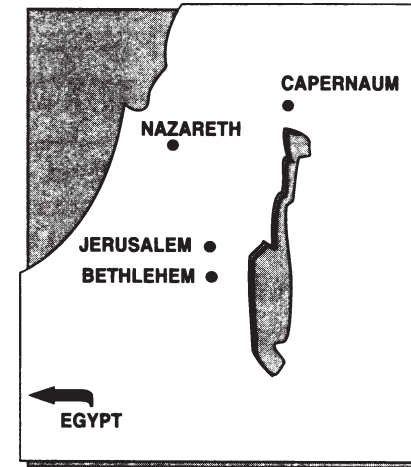 CAPERNAUM
NAZARETH
JERUSALEM
BETHLEHEM
EGYPT